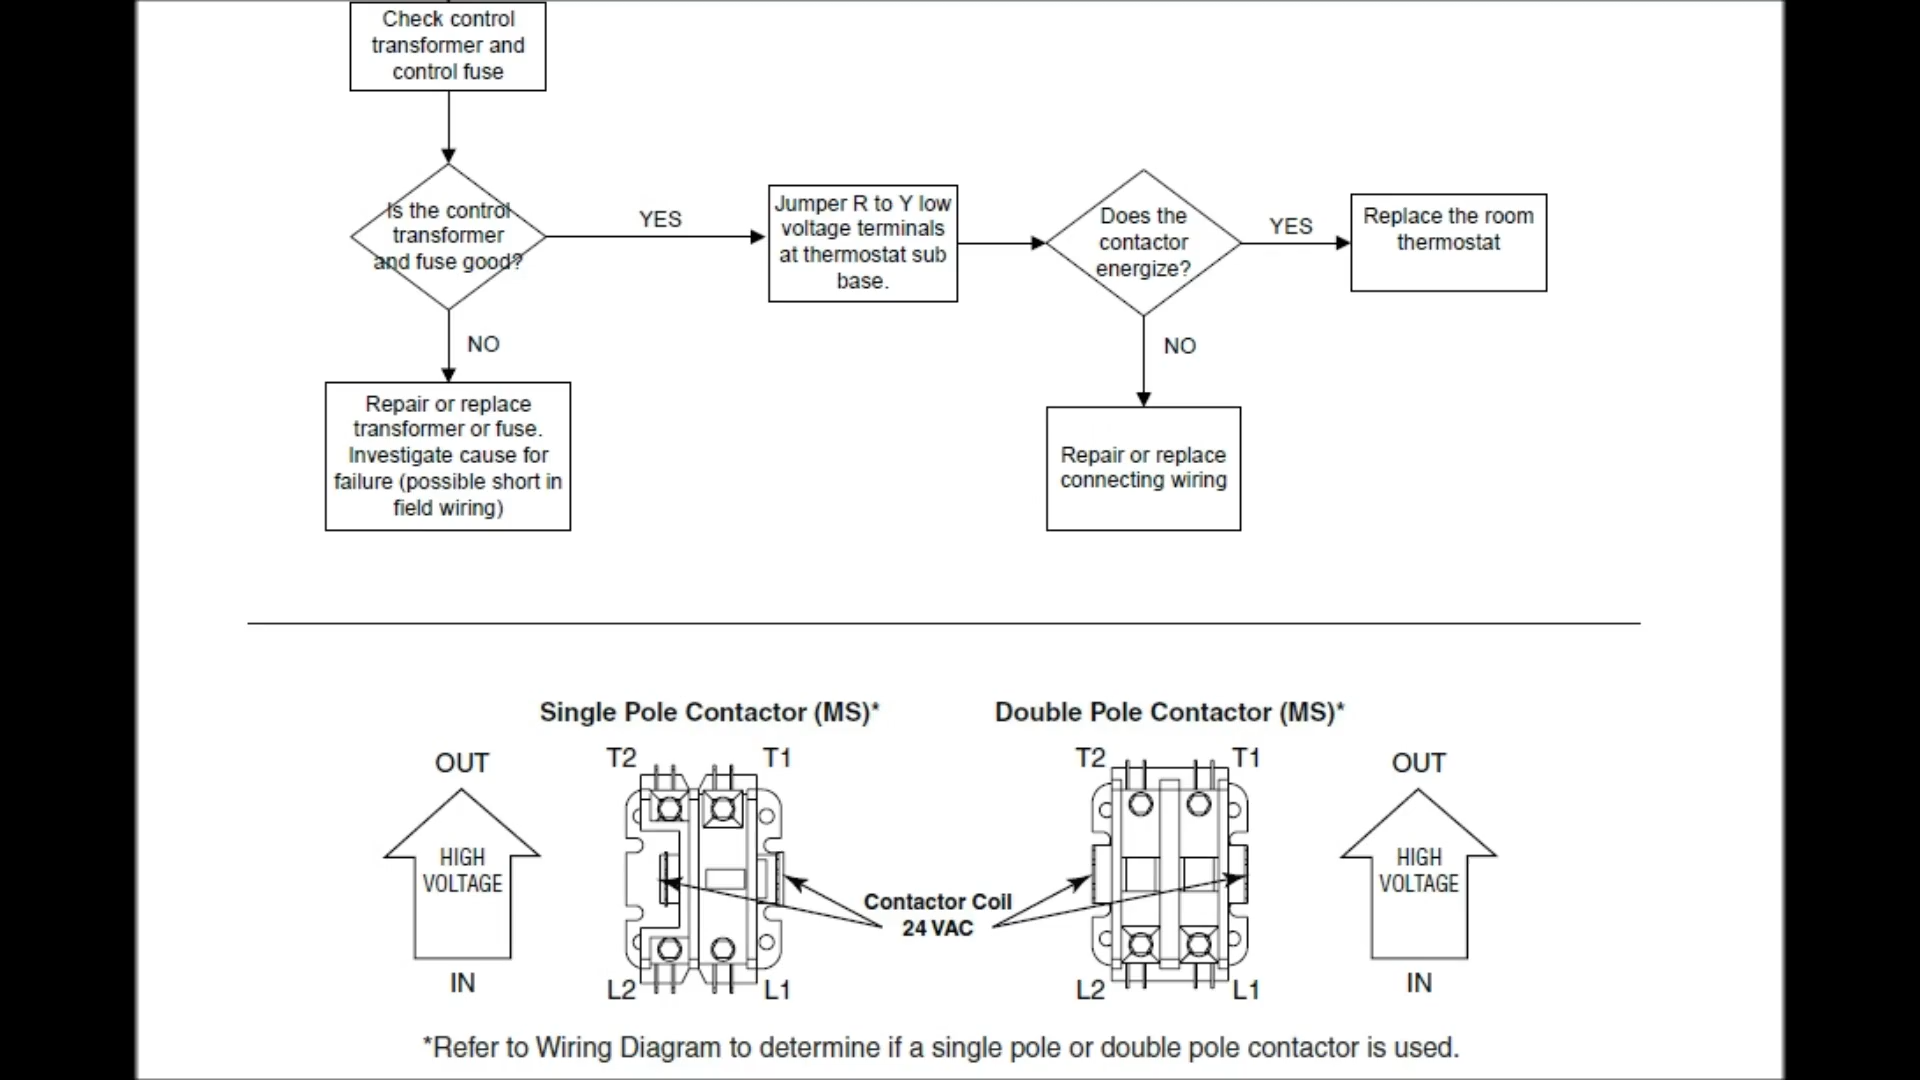 Check control
transformer and
control fuse
Is the control
transformer
and fuse good?
YES
Jumper R to Y low
voltage terminals
at thermostat sub
base.
Does the
contactor
energize?
YES
Replace the room
thermostat
NO
NO
Repair or replace
transformer or fuse.
Investigate cause for
failure (possible short in
field wiring)
Repair or replace
connecting wiring
Single Pole Contactor (MS)*
Double Pole Contactor (MS)*
OUT
T2
T1
T2
T1
OUT
HIGH
VOLTAGE
HIGH
VOLTAGE
Contactor Coil
24 VAC
IN
L2
L1
L2
L1
IN
*Refer to Wiring Diagram to determine if a single pole or double pole contactor is used.